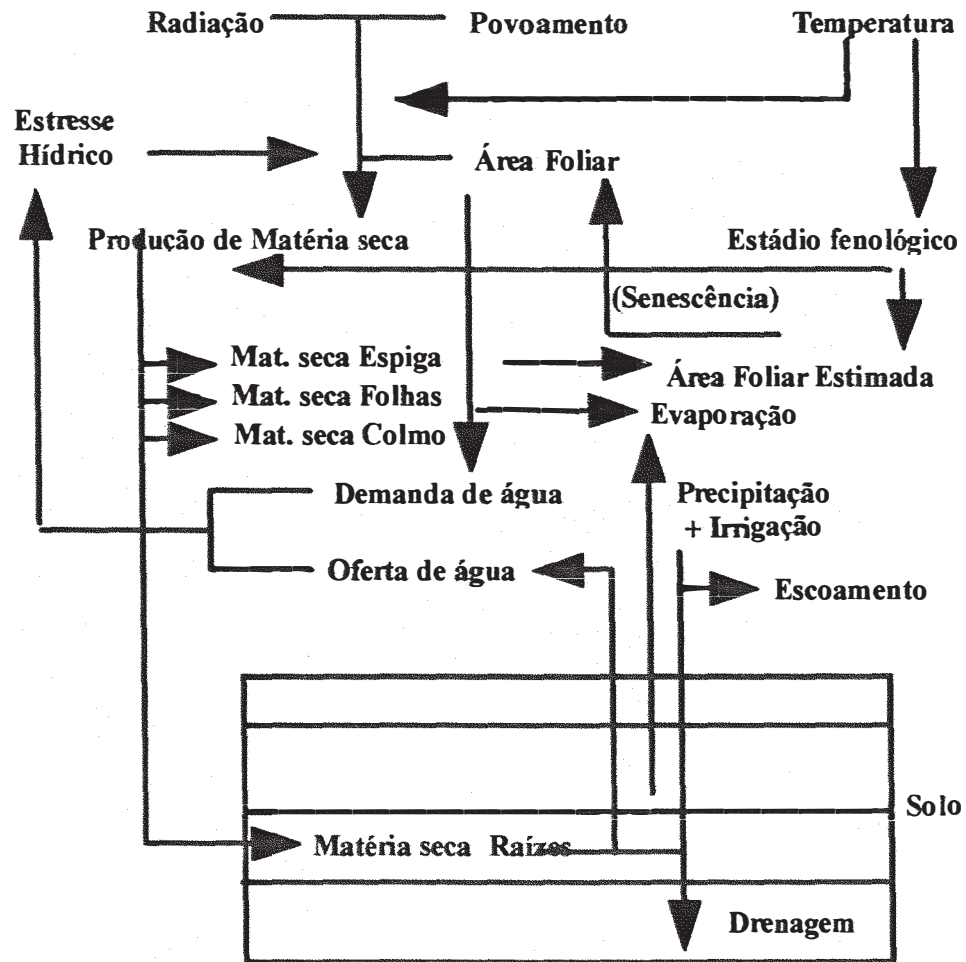 Radiação Povoamento Temperatura
Estresse
Hídrico
Área Foliar
Produção de Matéria seca
Estádio fenológico
(Senescência)
Mat. seca Espiga
Área Foliar Estimada
Mat. seca Folhas
Evaporação
Mat. seca Colmo
Demanda de água
Precipitação
+ Irrigação
Oferta de água
Escoamento
Solo
Matéria seca Raízes
Drenagem